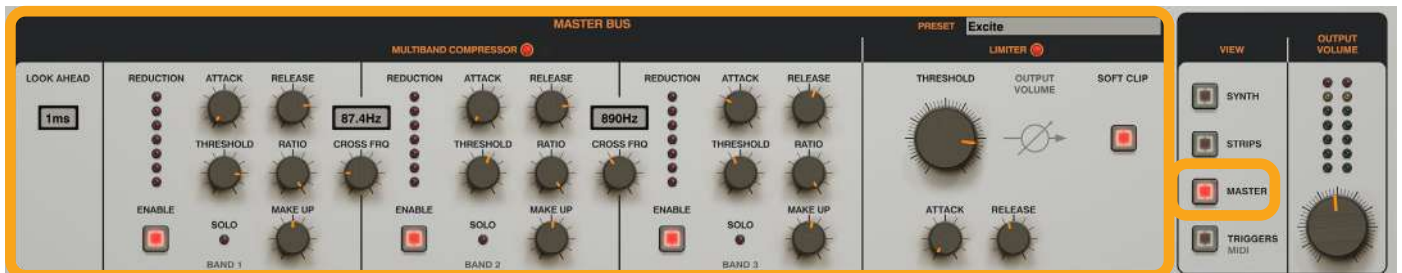 MASTER BUS
PRESET Excite
MULTIBAND COMPRESSOR
LIMITER
VIEW
OUTPUT
VOLUME
LOOK AHEAD
1ms
REDUCTION ATTACK RELEASE
THRESHOLD RATIO
ENABLE
SOLO
MAKE UP
BAND 1
87.4Hz
CROSS FRQ
REDUCTION ATTACK RELEASE
THRESHOLD RATIO
ENABLE
SOLO
MAKE UP
BAND 2
890Hz
CROSS FRQ
REDUCTION ATTACK RELEASE
THRESHOLD RATIO
ENABLE
SOLO
MAKE UP
BAND 3
THRESHOLD
OUTPUT
VOLUME
SOFT CLIP
ATTACK RELEASE
SYNTH
STRIPS
MASTER
TRIGGERS
MIDI